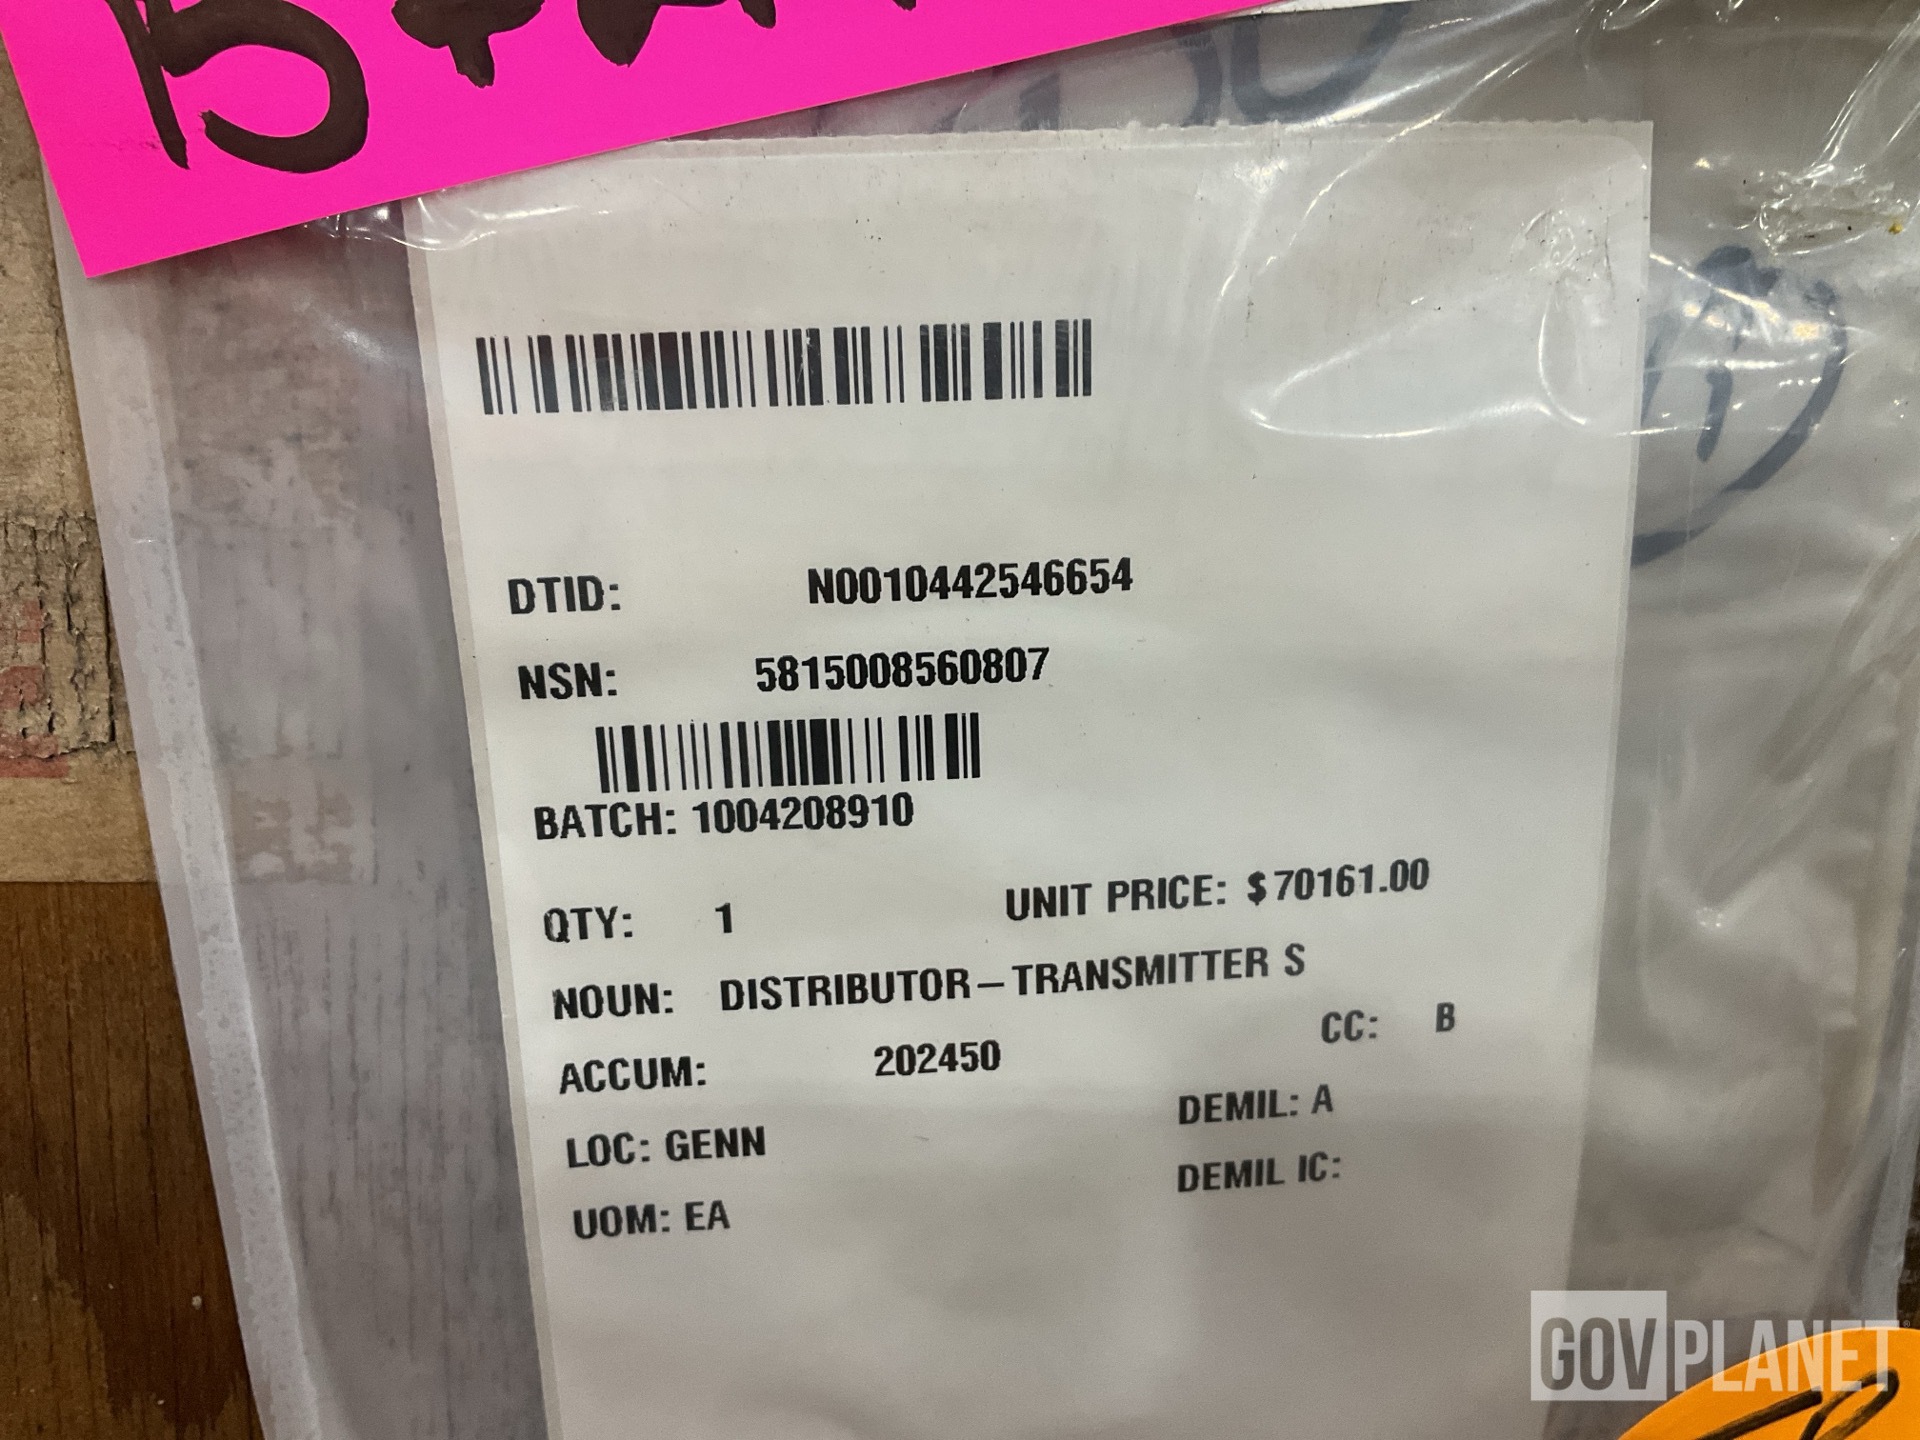 DTID: N0010442546654
NSN: 5815008560807
BATCH: 1004208910
QTY: 1 UNIT PRICE: $70161.00
NOUN: DISTRIBUTOR-TRANSMITTER S
ACCUM: 202450 CC: B
LOC: GENN DEMIL: A
UOM: EA DEMIL IC:
GOVPLANET